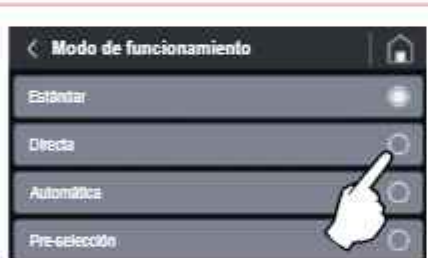 Modo de funcionamiento
Estándar
Directa
Automática
Pre-selección